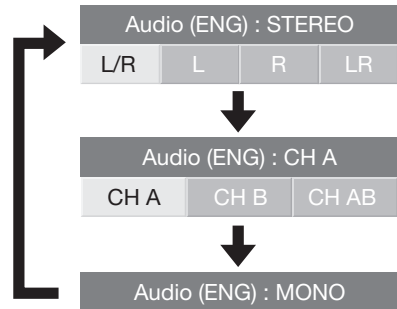 Audio (ENG) : STEREO
L/R L R LR
Audio (ENG) : CH A
CH A CH B CH AB
Audio (ENG) : MONO